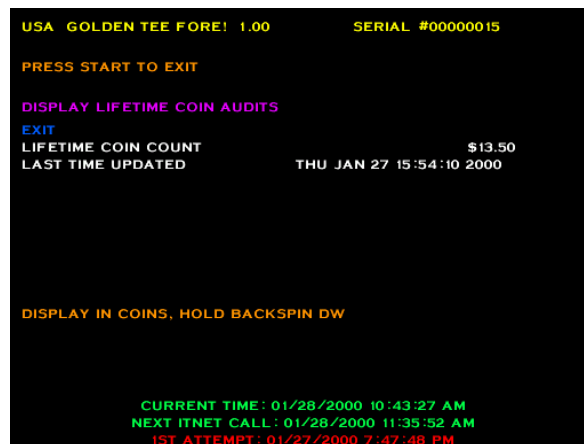 USA GOLDEN TEE FORE! 1.00 SERIAL #00000015
PRESS START TO EXIT
DISPLAY LIFETIME COIN AUDITS
EXIT
LIFETIME COIN COUNT $13.50
LAST TIME UPDATED THU JAN 27 15:54:10 2000
DISPLAY IN COINS, HOLD BACKSPIN DW
CURRENT TIME: 01/28/2000 10:43:27 AM
NEXT ITNET CALL: 01/28/2000 11:35:52 AM
1ST ATTEMPT: 01/27/2000 7:47:48 PM